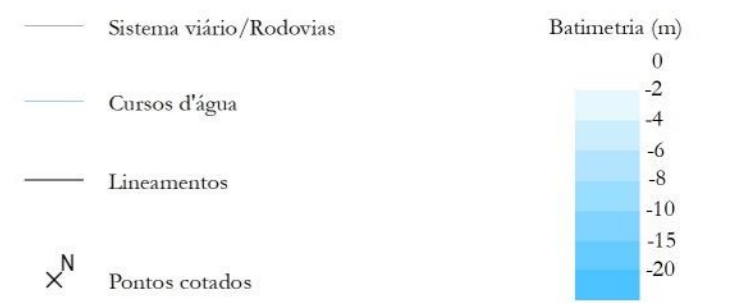 Sistema viário/Rodovias
Cursos d'água
Lineamentos
N
Pontos cotados
Batimetria (m)
0
-2
-4
-6
-8
-10
-15
-20